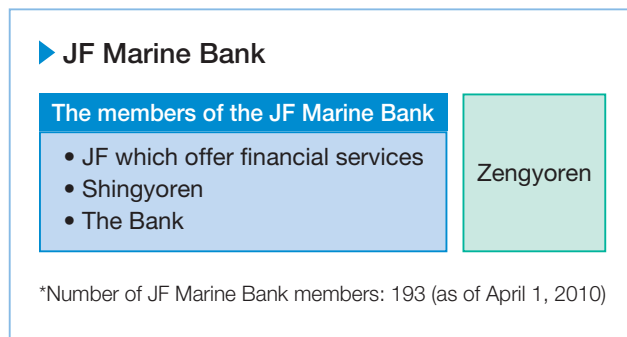 JF Marine Bank
The members of the JF Marine Bank
• JF which offer financial services
• Shingyoren
• The Bank
Zengyoren
*Number of JF Marine Bank members: 193 (as of April 1, 2010)